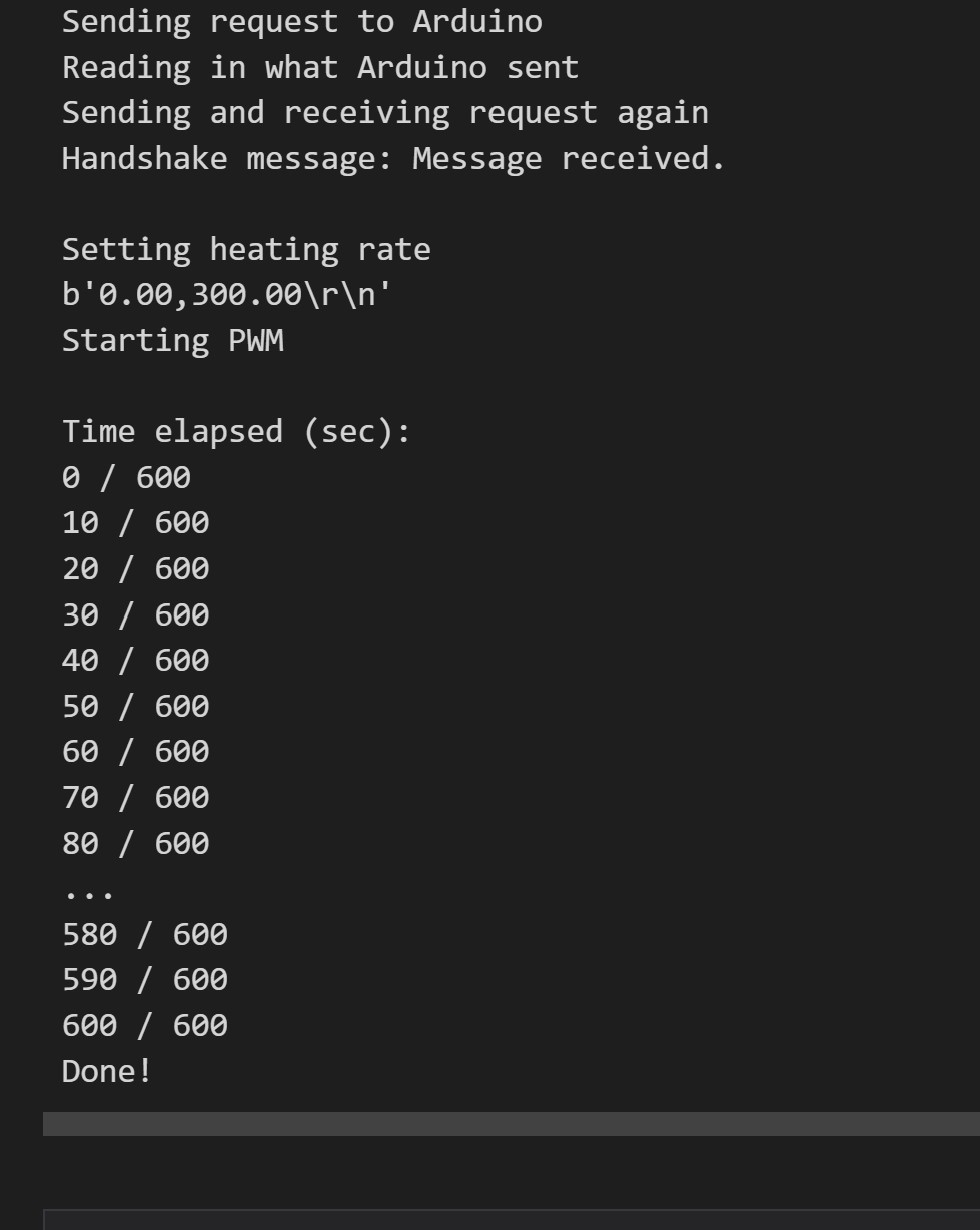 Sending request to Arduino
Reading in what Arduino sent
Sending and receiving request again
Handshake message: Message received.

Setting heating rate
b'0.00,300.00\r\n'
Starting PWM

Time elapsed (sec):
0 / 600
10 / 600
20 / 600
30 / 600
40 / 600
50 / 600
60 / 600
70 / 600
80 / 600
...
580 / 600
590 / 600
600 / 600
Done!